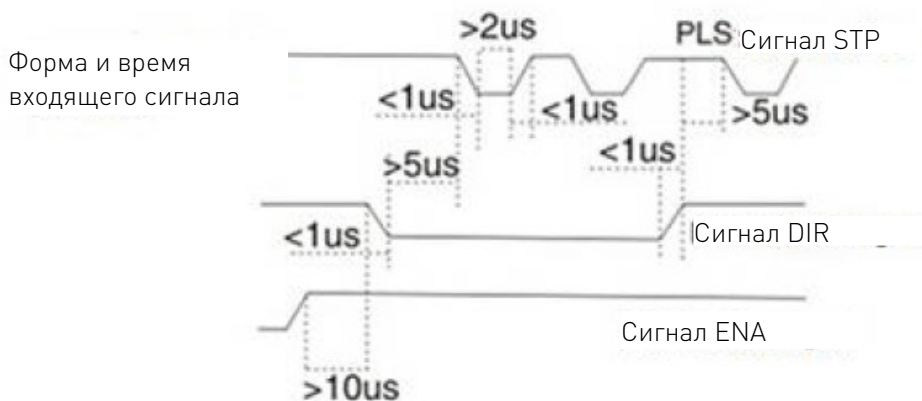 >2us
PLS Сигнал STP
Форма и время
входящего сигнала
<1us
<1us
>5us
<1us
>5us
<1us
Сигнал DIR
Сигнал ENA
>10us